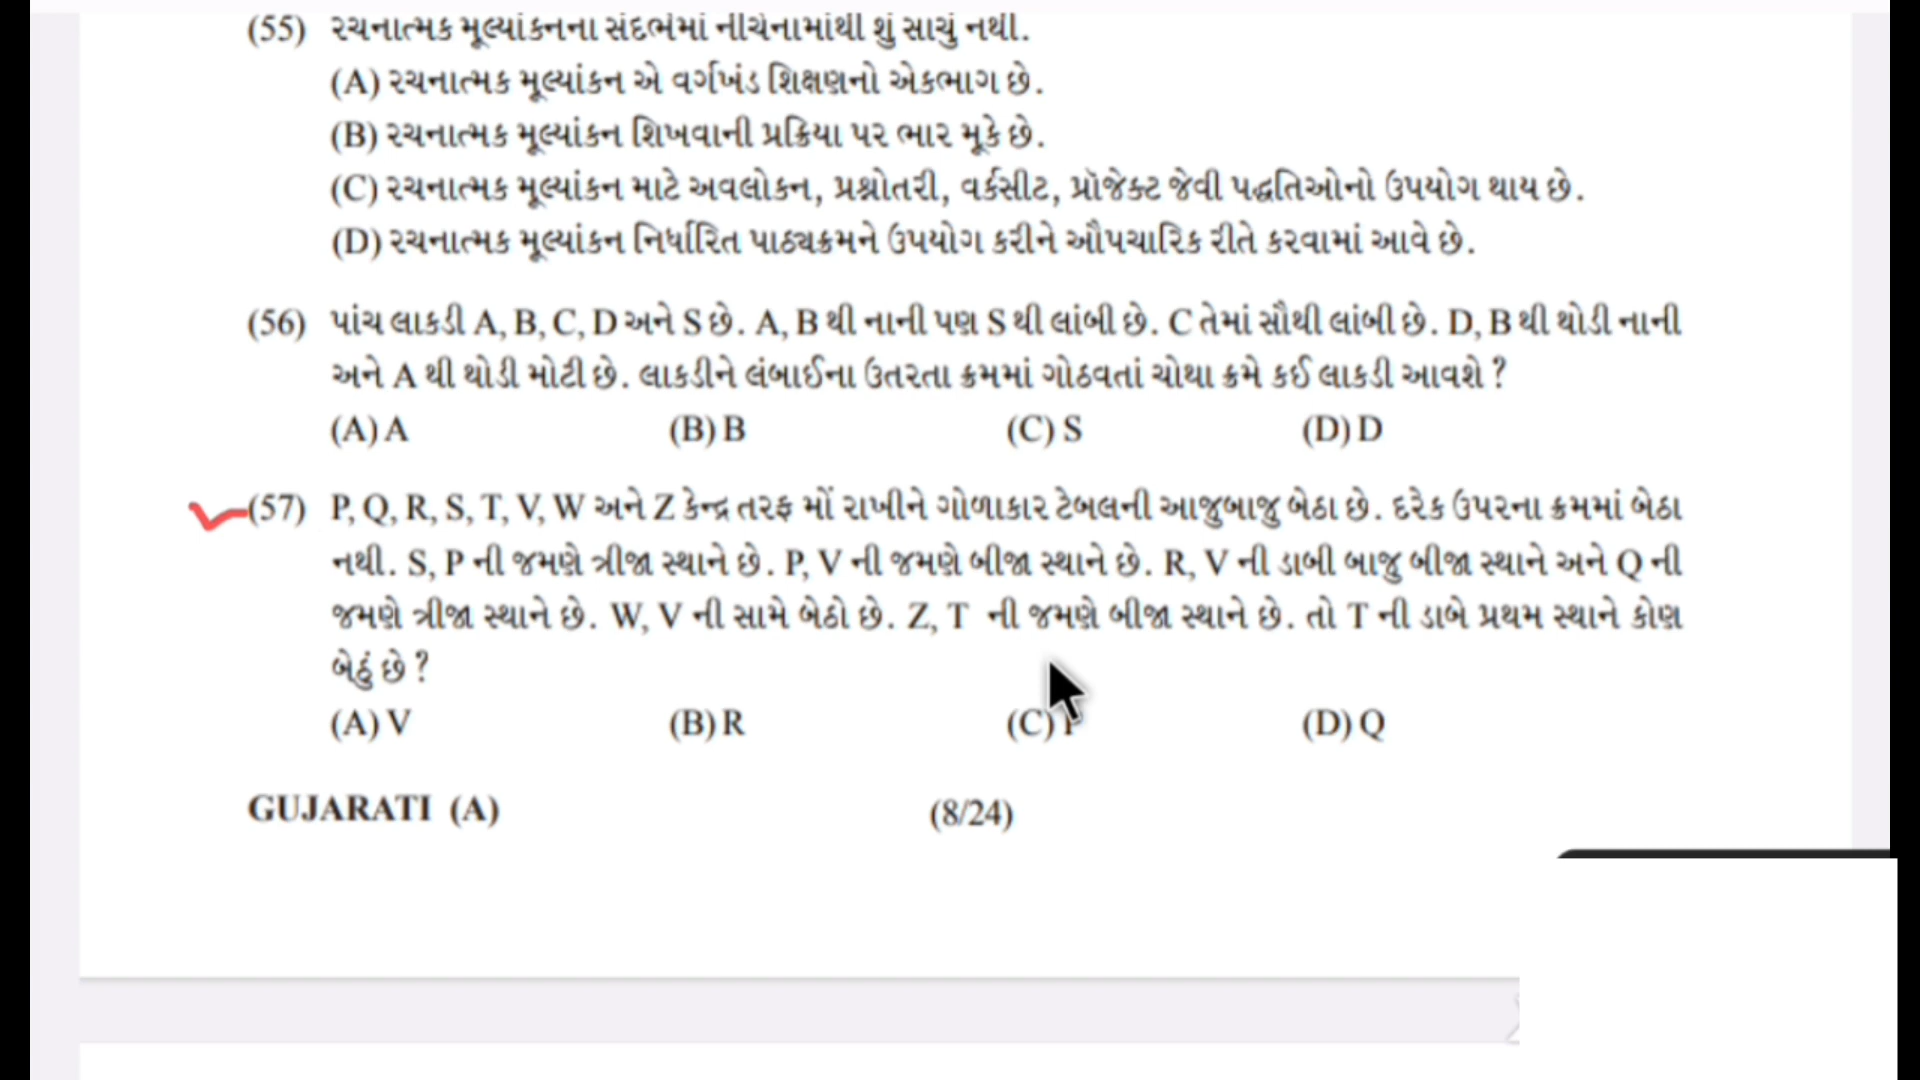 (55) રચનાત્મક મૂલ્યાંકનના સંદર્ભમાં નીચેનામાંથી શું સાચું નથી.
(A) રચનાત્મક મૂલ્યાંકન એ વર્ગખંડ શિક્ષણનો એકભાગ છે.
(B) રચનાત્મક મૂલ્યાંકન શિખવાની પ્રક્રિયા પર ભાર મૂકે છે.
(C) રચનાત્મક મૂલ્યાંકન માટે અવલોકન, પ્રશ્નોતરી, વર્કસીટ, પ્રૉજેક્ટ જેવી પદ્ધતિઓનો ઉપયોગ થાય છે.
(D) રચનાત્મક મૂલ્યાંકન નિર્ધારિત પાઠ્યક્રમને ઉપયોગ કરીને ઔપચારિક રીતે કરવામાં આવે છે.
(56) પાંચ લાકડી A, B, C, D અને S છે. A, B થી નાની પણ S થી લાંબી છે. C તેમાં સૌથી લાંબી છે. D, B થી થોડી નાની
અને A થી થોડી મોટી છે. લાકડીને લંબાઈના ઉતરતા ક્રમમાં ગોઠવતાં ચોથા ક્રમે કઈ લાકડી આવશે ?
(A) A (B) B (C) S (D) D
(57) P, Q, R, S, T, V, W અને Z કેન્દ્ર તરફ મોં રાખીને ગોળાકાર ટેબલની આજુબાજુ બેઠા છે. દરેક ઉપરના ક્રમમાં બેઠા
નથી. S, P ની જમણે ત્રીજા સ્થાને છે. P, V ની જમણે બીજા સ્થાને છે. R, V ની ડાબી બાજુ બીજા સ્થાને અને Q ની
જમણે ત્રીજા સ્થાને છે. W, V ની સામે બેઠો છે. Z, T ની જમણે બીજા સ્થાને છે. તો T ની ડાબે પ્રથમ સ્થાને કોણ
બેઠું છે ?
(A) V (B) R (C) (D) Q
GUJARATI (A) (8/24)